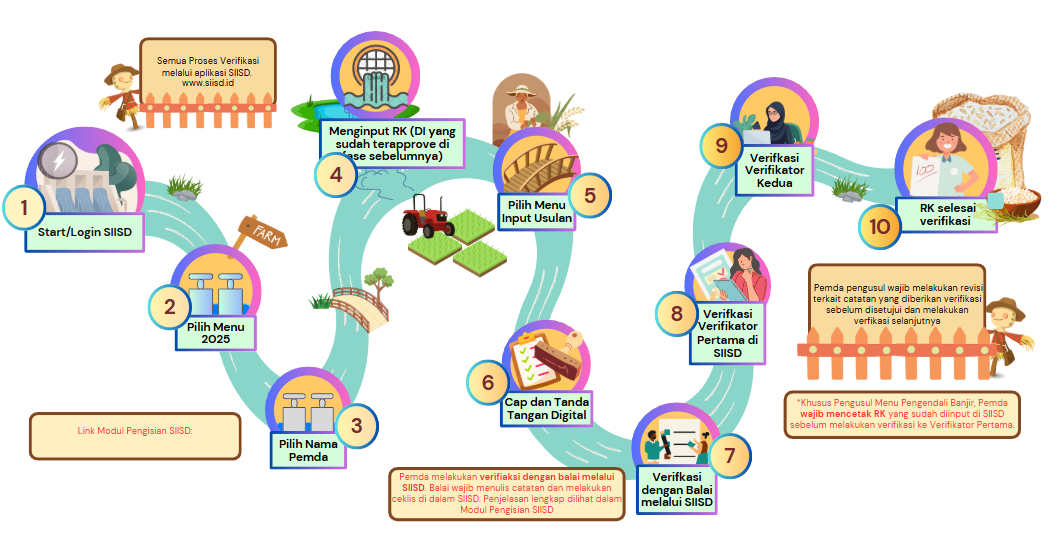 Semua Proses Verifikasi
melalui aplikasi SIISD.
www.siisd.id
1
Start/Login SIISD
FARM
2
Pilih Menu
2025
3
Pilih Nama
Pemda
Menginput RK (DI yang
sudah terapprove di
fase sebelumnya)
4
5
Pilih Menu
Input Usulan
6
Cap dan Tanda
Tangan Digital
7
Verifkasi
dengan Balai
melalui SIISD
8
Verifkasi
Verifikator
Pertama di
SIISD
9
Verifkasi
Verifikator
Kedua
100
10
RK selesai
verifikasi
Pemda pengusul wajib melakukan revisi
terkait catatan yang diberikan verifikasi
sebelum disetujui dan melakukan
verfikasi selanjutnya
*Khusus Pengusul Menu Pengendali Banjir, Pemda
wajib mencetak RK yang sudah diinput di SIISD
sebelum melakukan verifikasi ke Verifikator Pertama.
Link Modul Pengisian SIISD:
Pemda melakukan verifiaksi dengan balai melalui
SIISD. Balai wajib menulis catatan dan melakukan
ceklis di dalam SIISD. Penjelasan lengkap dilihat dalam
Modul Pengisian SIISD